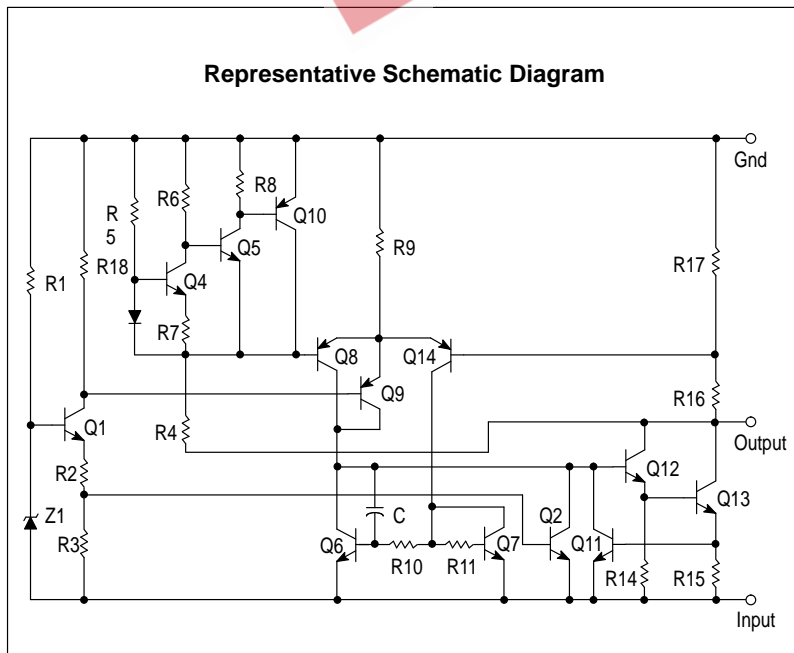 Representative Schematic Diagram
Gnd
R6
R8
R
5
Q10
Q5
R9
R17
R1
R18
Q4
R7
Q8
Q14
Q9
R16
Q1
R4
Output
R2
Q12
Q13
Z1
C
Q2
R3
Q6
Q7
Q11
R10
R11
R14
R15
Input